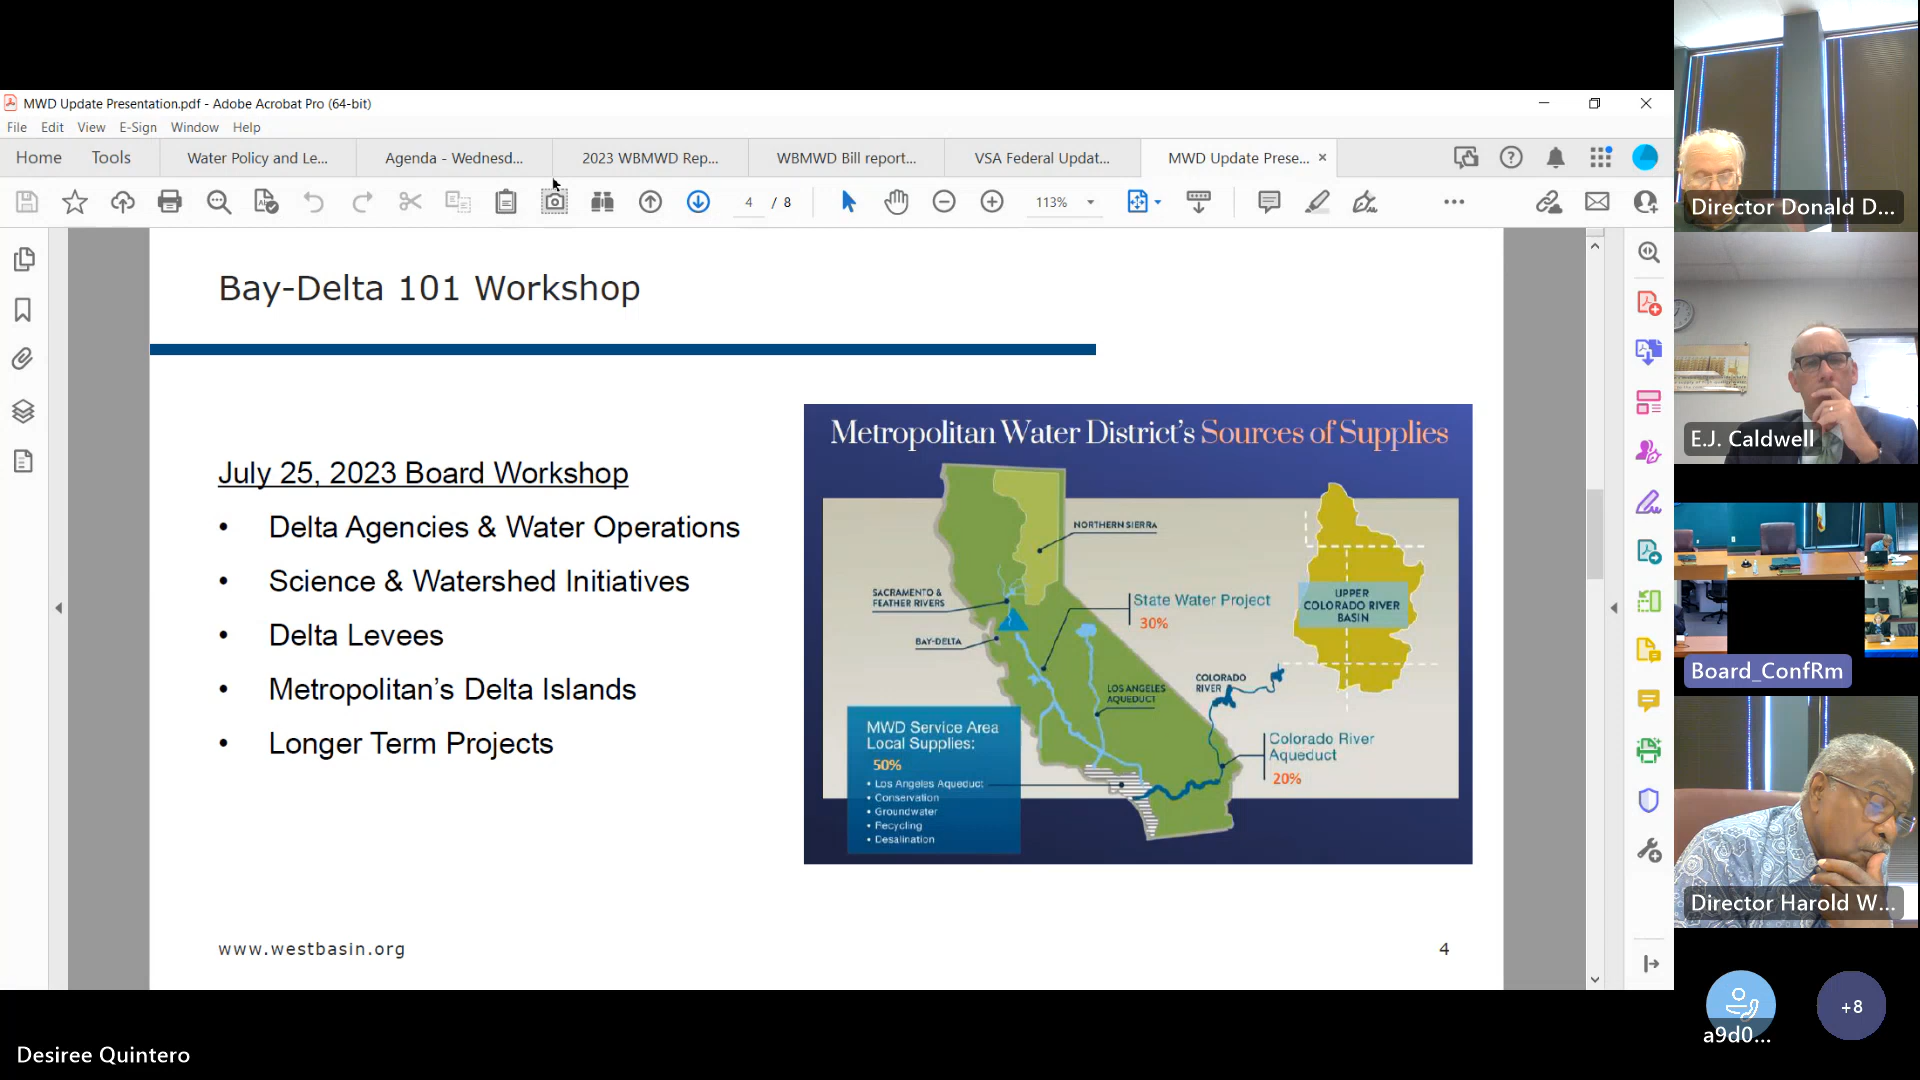 MWD Update Presentation.pdf - Adobe Acrobat Pro (64-bit)
File Edit View E-Sign Window Help
Home Tools Water Policy and Le... Agenda - Wednesd... 2023 WBMWD Rep... WBMWD Bill report... VSA Federal Updat... MWD Update Prese... ×
4 / 8 113%
Bay-Delta 101 Workshop
July 25, 2023 Board Workshop
• Delta Agencies & Water Operations
• Science & Watershed Initiatives
• Delta Levees
• Metropolitan's Delta Islands
• Longer Term Projects
Metropolitan Water District's Sources of Supplies
NORTHERN SIERRA
SACRAMENTO &
FEATHER RIVERS
BAY-DELTA
State Water Project
30%
UPPER
COLORADO RIVER
BASIN
LOS ANGELES
AQUEDUCT
COLORADO
RIVER
Colorado River
Aqueduct
20%
MWD Service Area
Local Supplies:
50%
• Los Angeles Aqueduct
• Conservation
• Groundwater
• Recycling
• Desalination
www.westbasin.org
4
Director Donald D...
E.J. Caldwell
Board_ConfRm
Director Harold W...
a9d0...
+8
Desiree Quintero